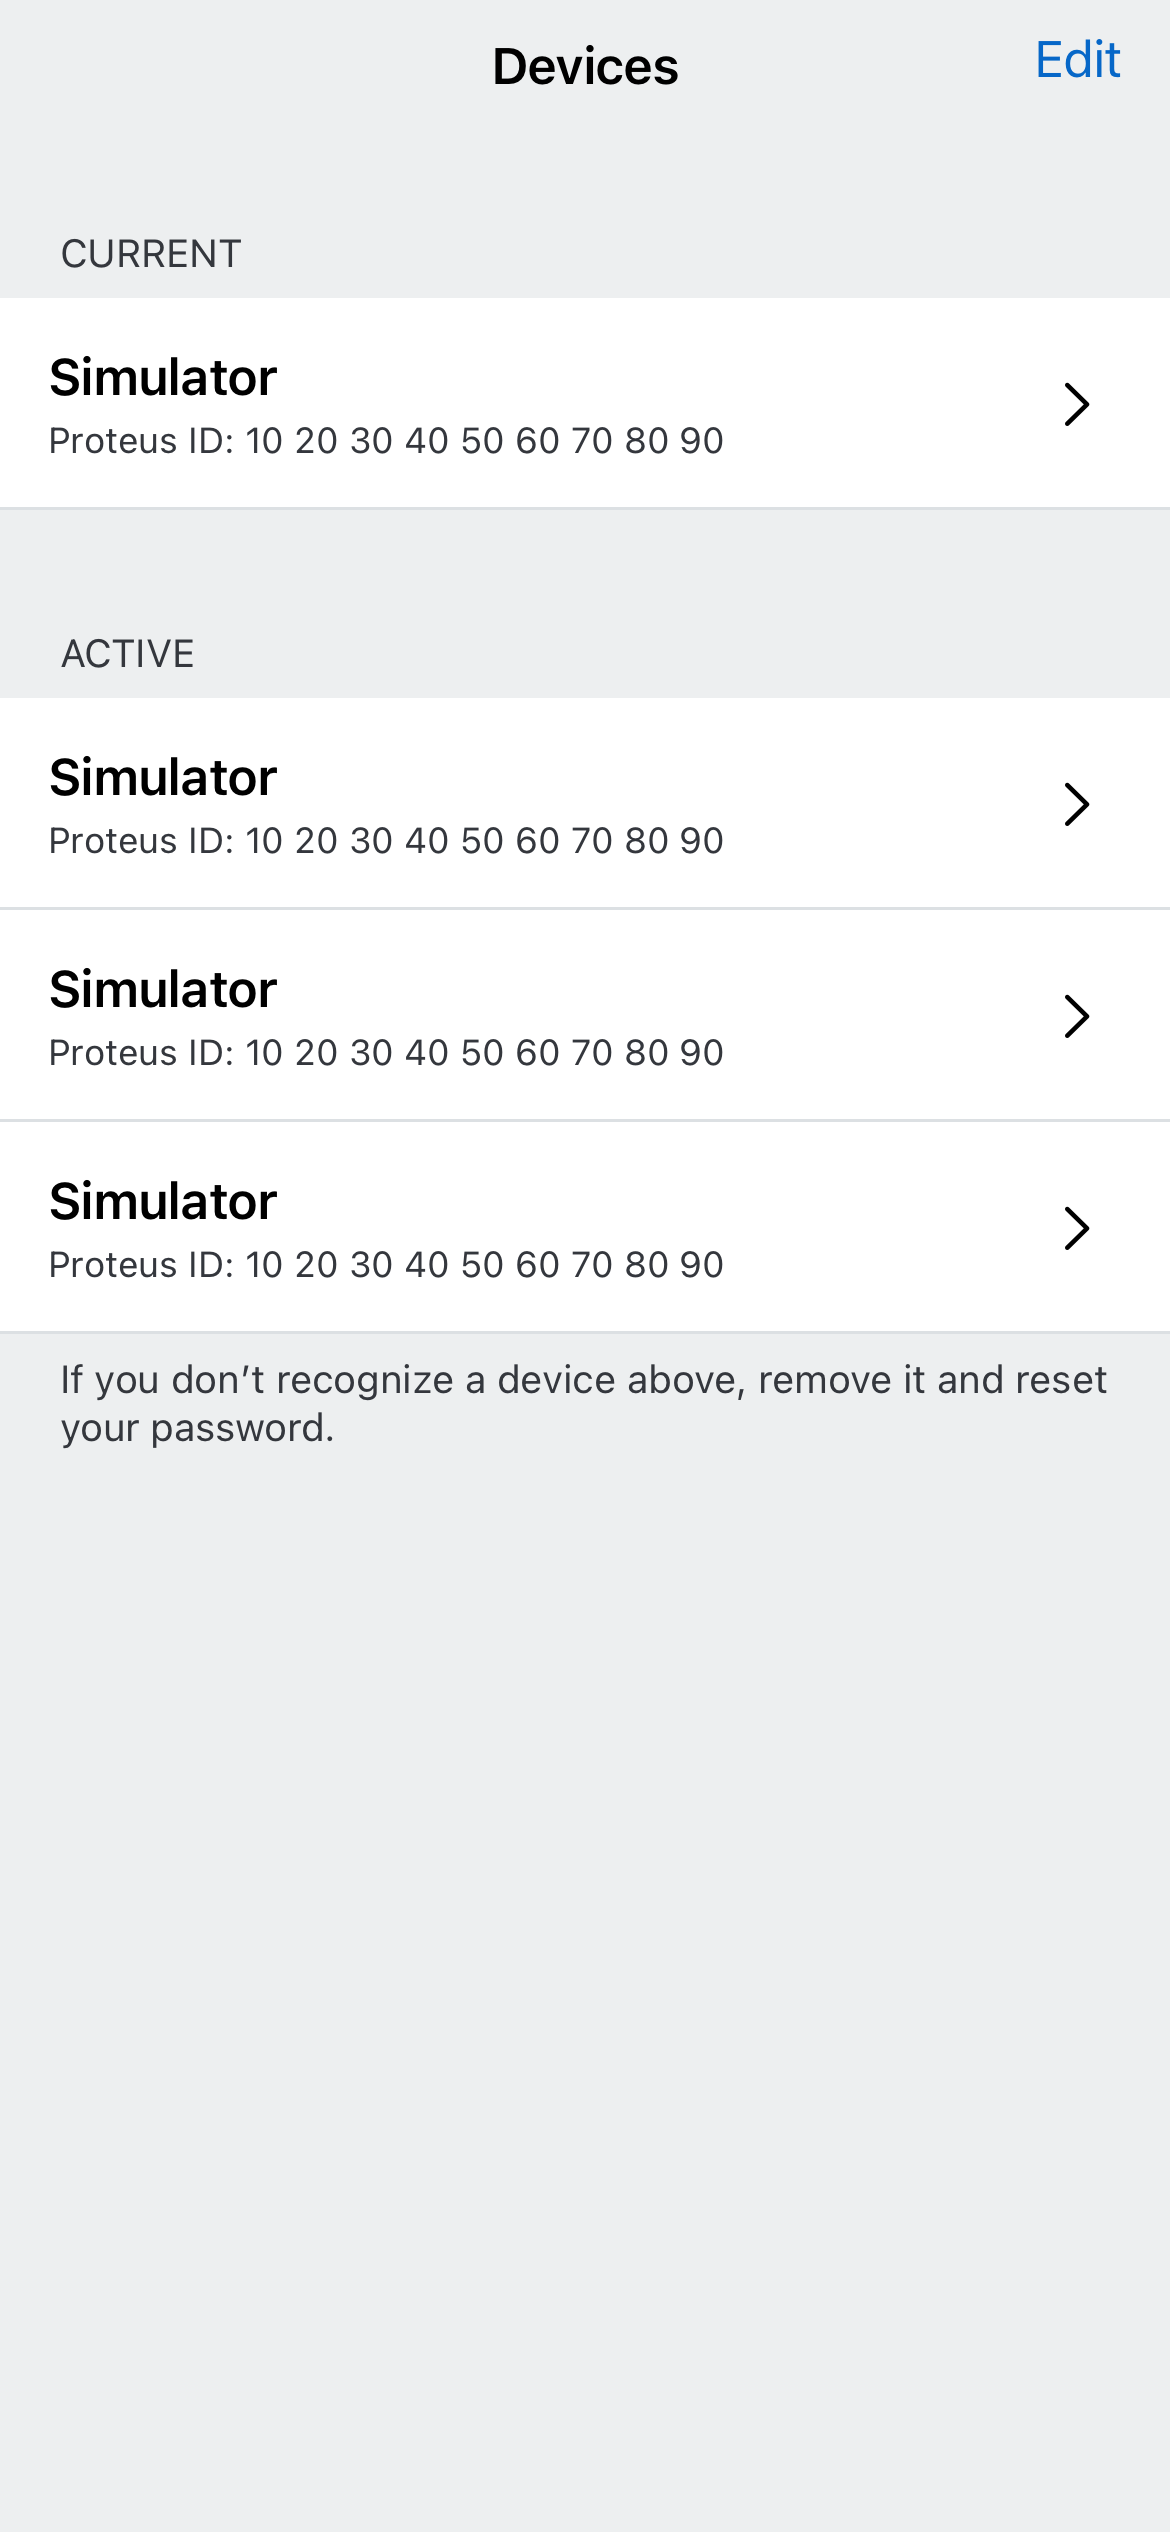 Devices
Edit
CURRENT
Simulator
Proteus ID: 10 20 30 40 50 60 70 80 90
ACTIVE
Simulator
Proteus ID: 10 20 30 40 50 60 70 80 90
Simulator
Proteus ID: 10 20 30 40 50 60 70 80 90
Simulator
Proteus ID: 10 20 30 40 50 60 70 80 90
If you don’t recognize a device above, remove it and reset
your password.